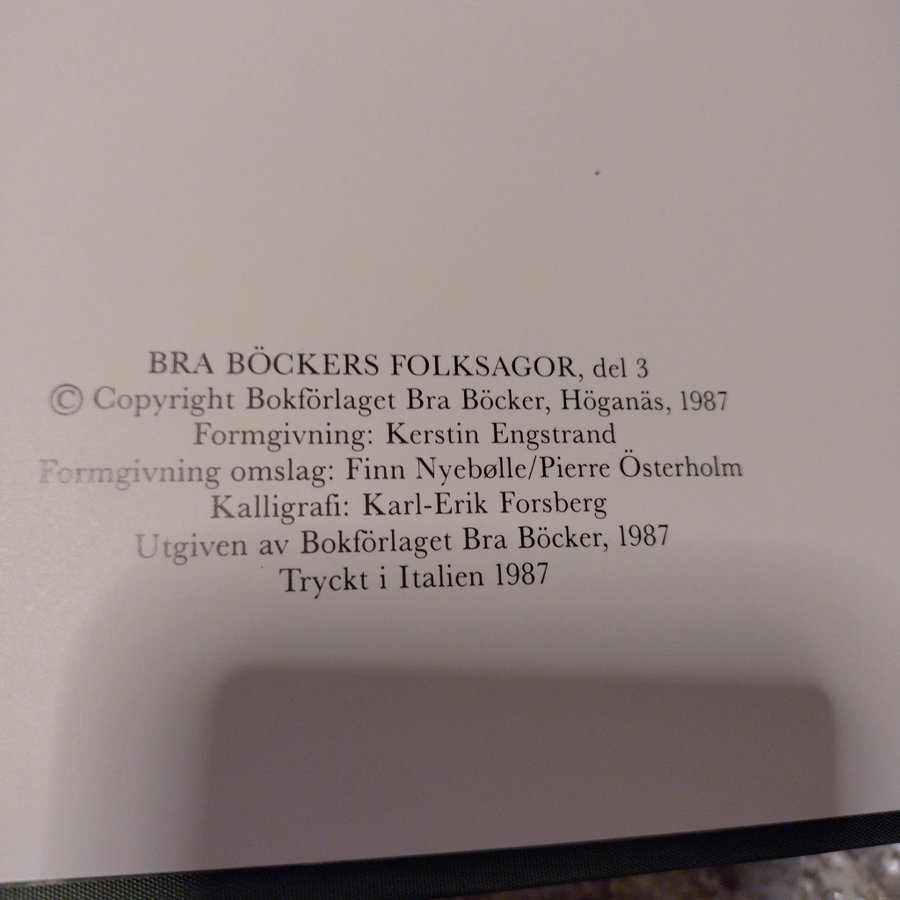 BRA BÖCKERS FOLKSAGOR, del 3
© Copyright Bokförlaget Bra Böcker, Höganäs, 1987
Formgivning: Kerstin Engstrand
Formgivning omslag: Finn Nyebølle/Pierre Österholm
Kalligrafi: Karl-Erik Forsberg
Utgiven av Bokförlaget Bra Böcker, 1987
Tryckt i Italien 1987